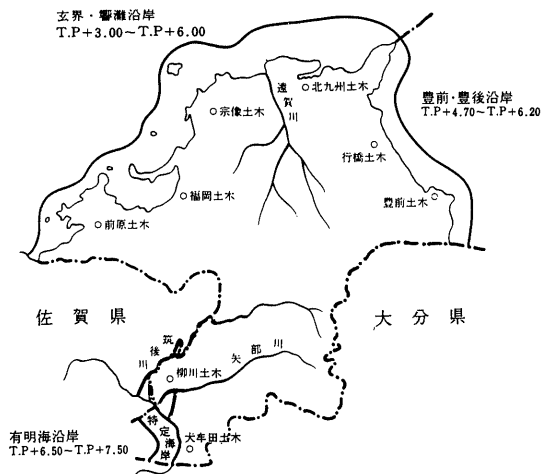 玄界・響灘沿岸
T.P+3.00~T.P+6.00
遠賀川
北九州土木
宗像土木
豊前・豊後沿岸
T.P+4.70~T.P+6.20
行橋土木
福岡土木
豊前土木
前原土木
佐賀県
大分県
筑後川
矢部川
柳川土木
有明海沿岸
T.P+6.50~T.P+7.50
特定海岸
大牟田土木